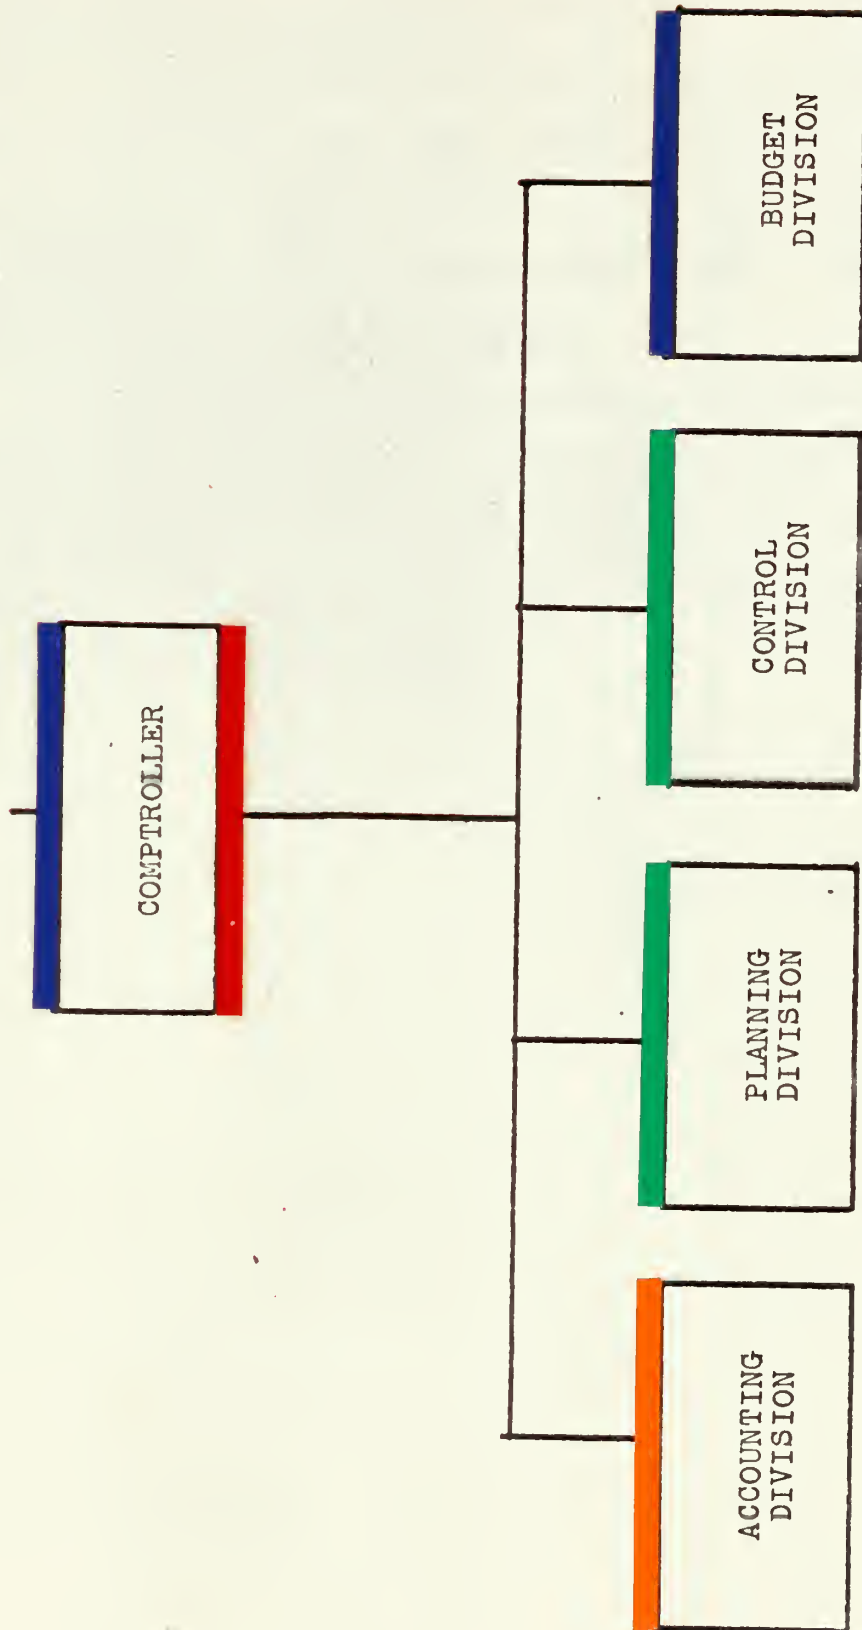 COMPTROLLER
ACCOUNTING
DIVISION
PLANNING
DIVISION
CONTROL
DIVISION
BUDGET
DIVISION